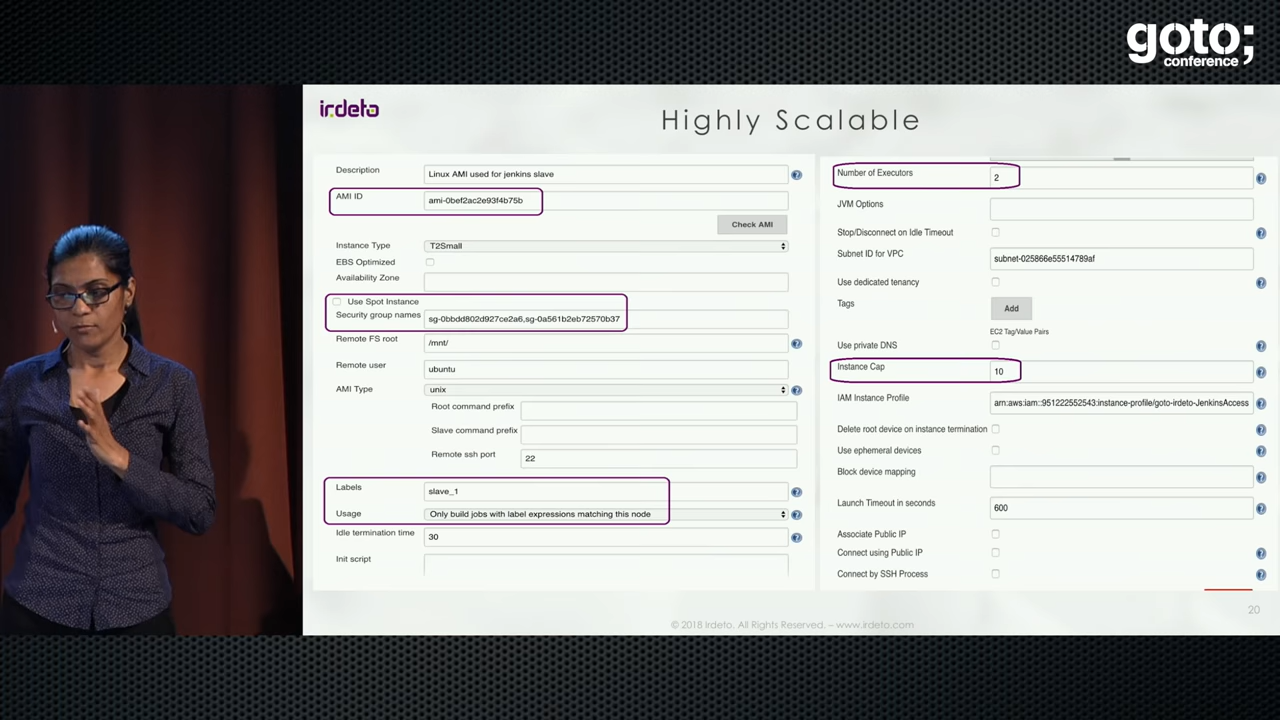 goto;
conference
irdeto
Highly Scalable
Description Linux AMI used for jenkins slave
AMI ID ami-0bef2ac2e93f4b75b
Check AMI
Instance Type T2Small
EBS Optimized
Availability Zone
Use Spot Instance
Security group names sg-0bbdd802d927ce2a6,sg-0a561b2eb72570b37
Remote FS root /mnt/
Remote user ubuntu
AMI Type unix
Root command prefix
Slave command prefix
Remote ssh port 22
Labels slave_1
Usage Only build jobs with label expressions matching this node
Idle termination time 30
Init script
Number of Executors 2
JVM Options
Stop/Disconnect on Idle Timeout
Subnet ID for VPC subnet-025866e55514789af
Use dedicated tenancy
Tags Add
EC2 Tag/Value Pairs
Use private DNS
Instance Cap 10
IAM Instance Profile arn:aws:iam::951222552543:instance-profile/goto-irdeto-JenkinsAccess
Delete root device on instance termination
Use ephemeral devices
Block device mapping
Launch Timeout in seconds 600
Associate Public IP
Connect using Public IP
Connect by SSH Process
20
© 2018 Irdeto. All Rights Reserved. – www.irdeto.com